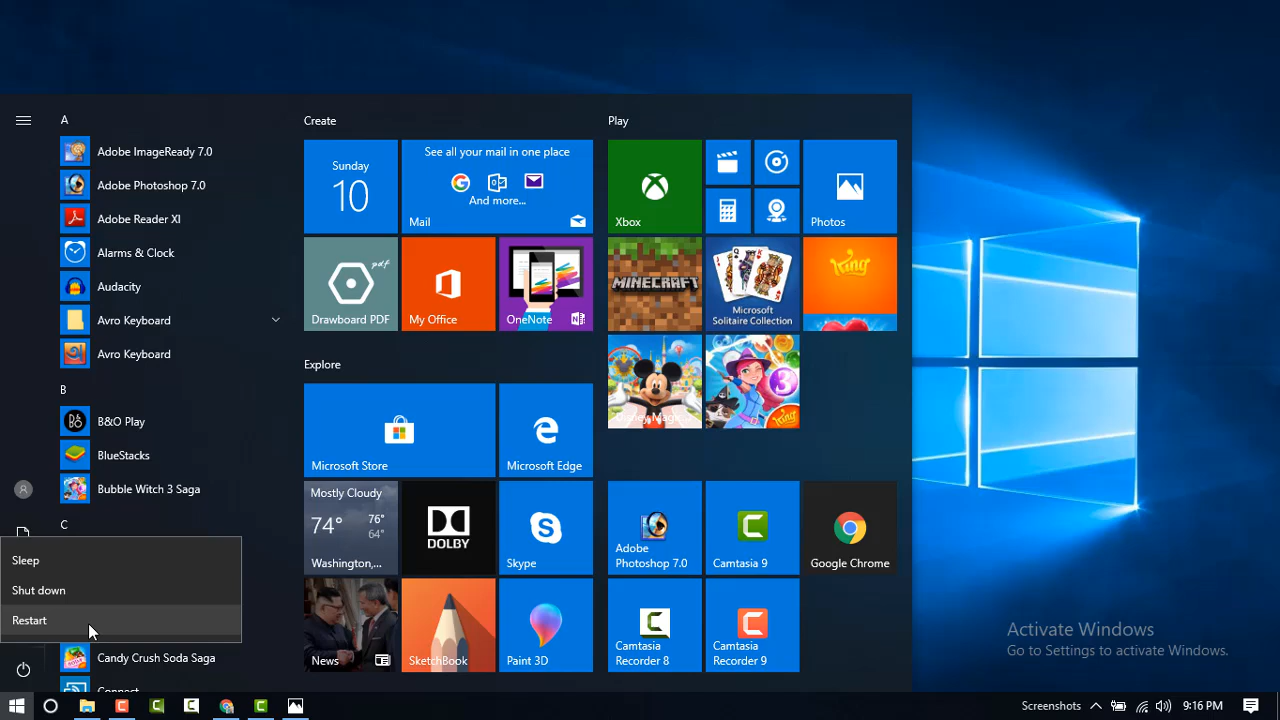 A
Adobe ImageReady 7.0
Adobe Photoshop 7.0
Adobe Reader XI
Alarms & Clock
Audacity
Avro Keyboard
Avro Keyboard
B
B&O Play
BlueStacks
Bubble Witch 3 Saga
C
Sleep
Shut down
Restart
Candy Crush Soda Saga
Connect
Create
Sunday
10
See all your mail in one place
And more...
Mail
pdf
Drawboard PDF
My Office
OneNote
Explore
Microsoft Store
Microsoft Edge
Mostly Cloudy
74° 76°
64°
Washington,...
DOLBY
Skype
News
SketchBook
Paint 3D
Play
Xbox
Photos
MINECRAFT
Microsoft
Solitaire Collection
King
Disney Magic...
3
King
Adobe
Photoshop 7.0
Camtasia 9
Google Chrome
Camtasia
Recorder 8
Camtasia
Recorder 9
Activate Windows
Go to Settings to activate Windows.
Screenshots
9:16 PM